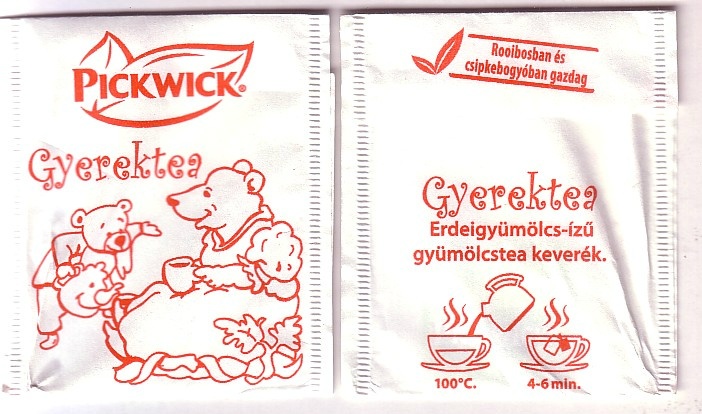 PICKWICK®
Gyerektea
Rooibosban és
csipkebogyóban gazdag
Gyerektea
Erdeigyümölcs-ízű
gyümölcstea keverék.
100°C.
4-6 min.